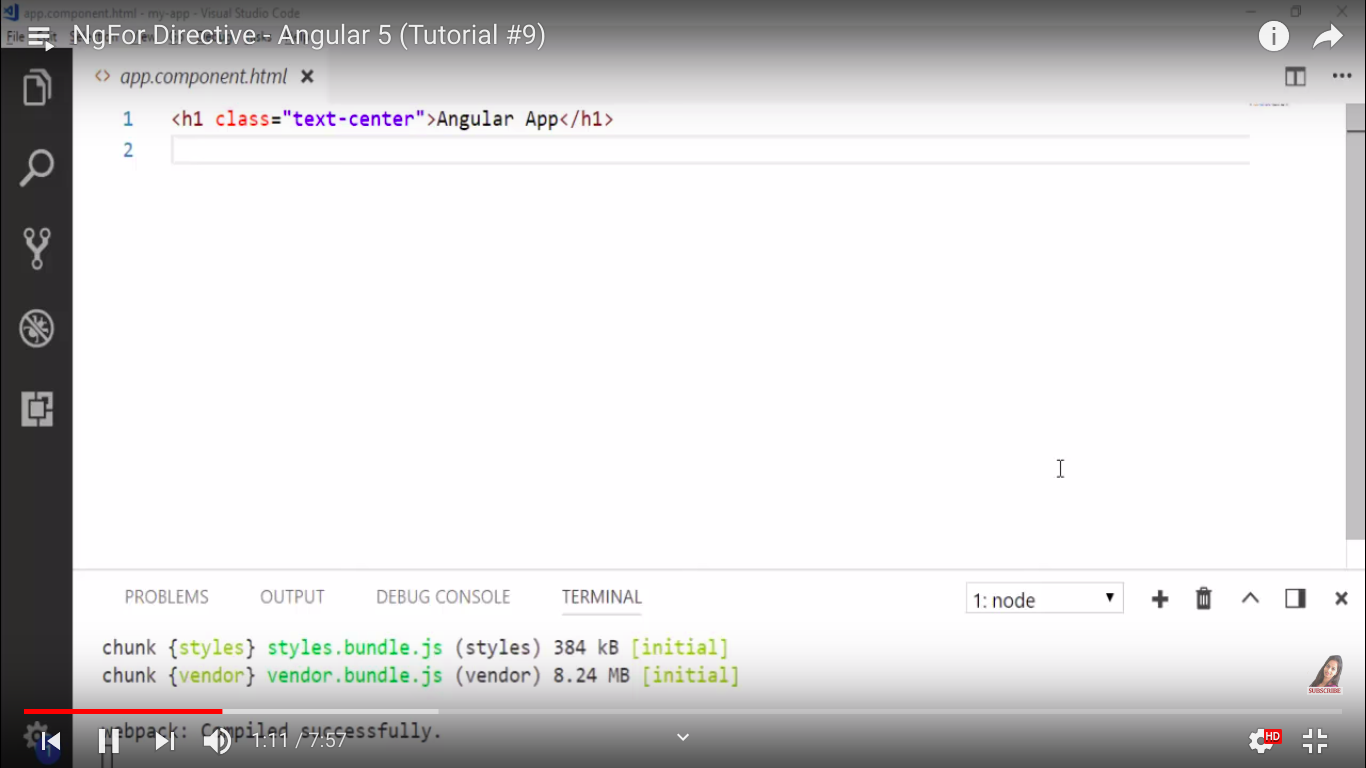 app.component.html - my-app - Visual Studio Code
File
NgFor Directive - Angular 5 (Tutorial #9)
<> app.component.html
1 <h1 class="text-center">Angular App</h1>
2
PROBLEMS OUTPUT DEBUG CONSOLE TERMINAL 1: node
chunk {styles} styles.bundle.js (styles) 384 kB [initial]
chunk {vendor} vendor.bundle.js (vendor) 8.24 MB [initial]
SUBSCRIBE
webpack: Compiled successfully.
1:11 / 7:57
HD
1